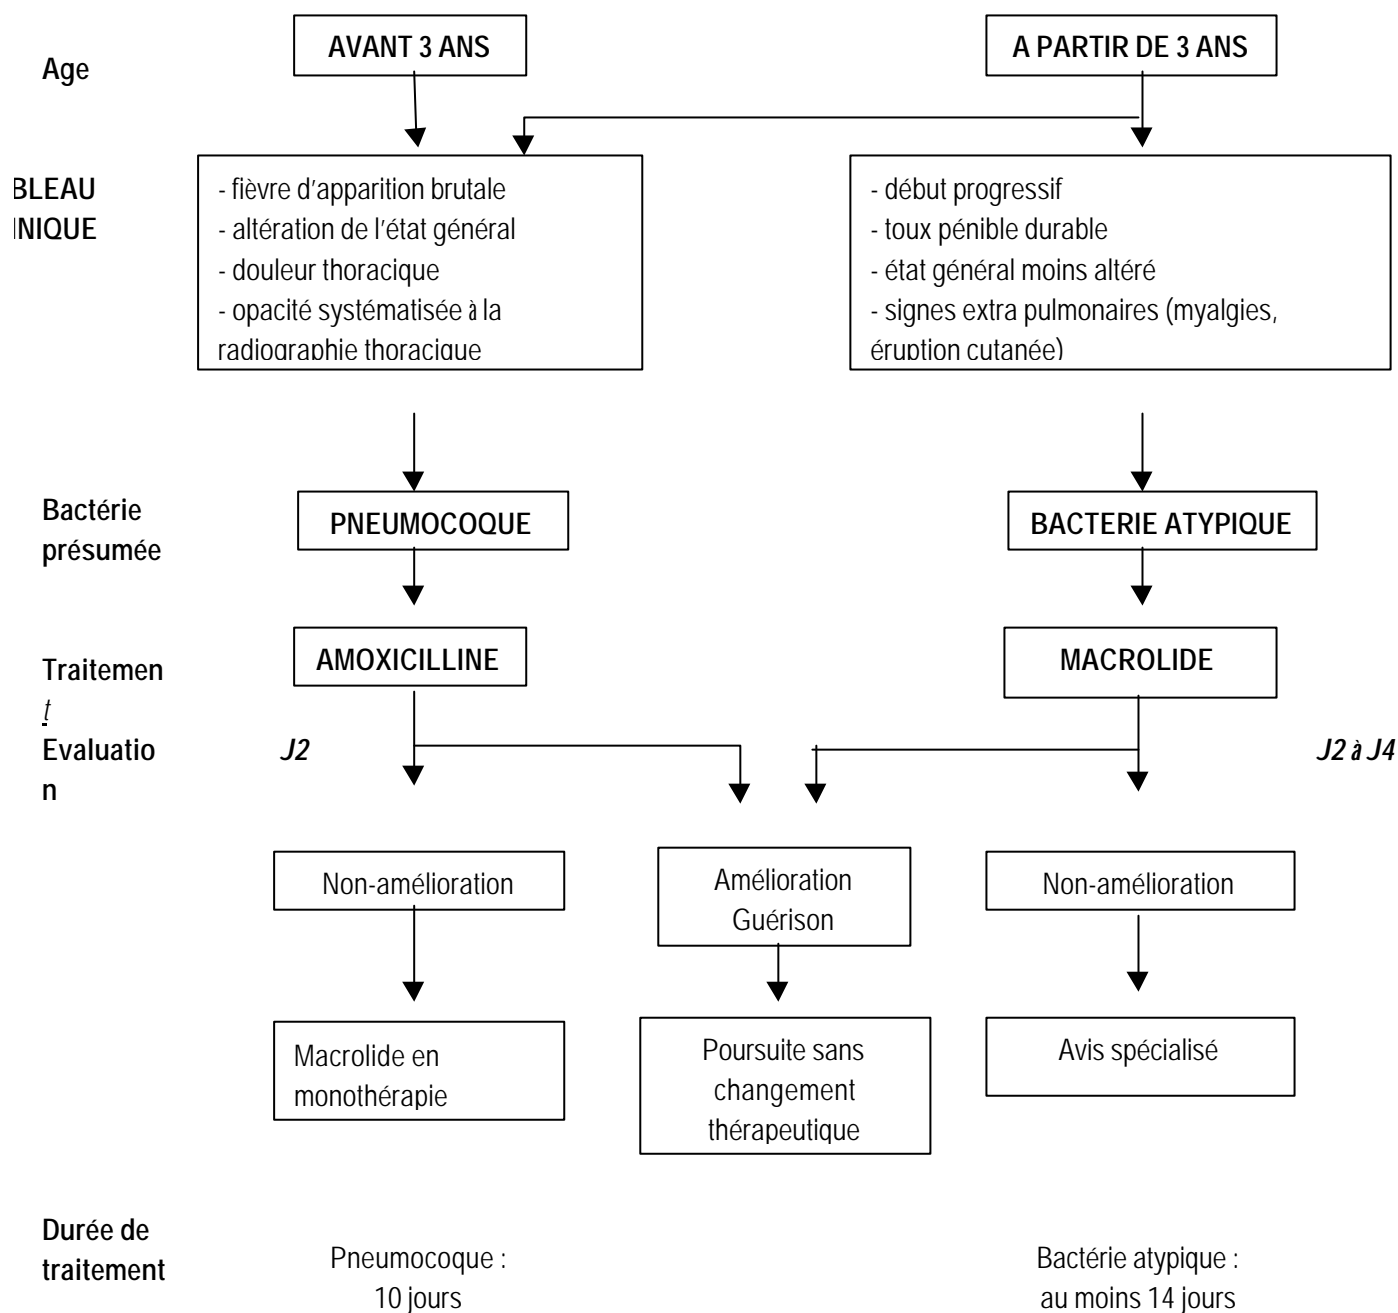 Age
AVANT 3 ANS
A PARTIR DE 3 ANS
BLEAU
INIQUE
- fièvre d'apparition brutale
- altération de l'état général
- douleur thoracique
- opacité systématisée à la
radiographie thoracique
- début progressif
- toux pénible durable
- état général moins altéré
- signes extra pulmonaires (myalgies,
éruption cutanée)
Bactérie
présumée
PNEUMOCOQUE
BACTERIE ATYPIQUE
Traitemen
t
AMOXICILLINE
MACROLIDE
Evaluatio
n
J2
J2 à J4
Non-amélioration
Amélioration
Guérison
Non-amélioration
Macrolide en
monothérapie
Poursuite sans
changement
thérapeutique
Avis spécialisé
Durée de
traitement
Pneumocoque :
10 jours
Bactérie atypique :
au moins 14 jours